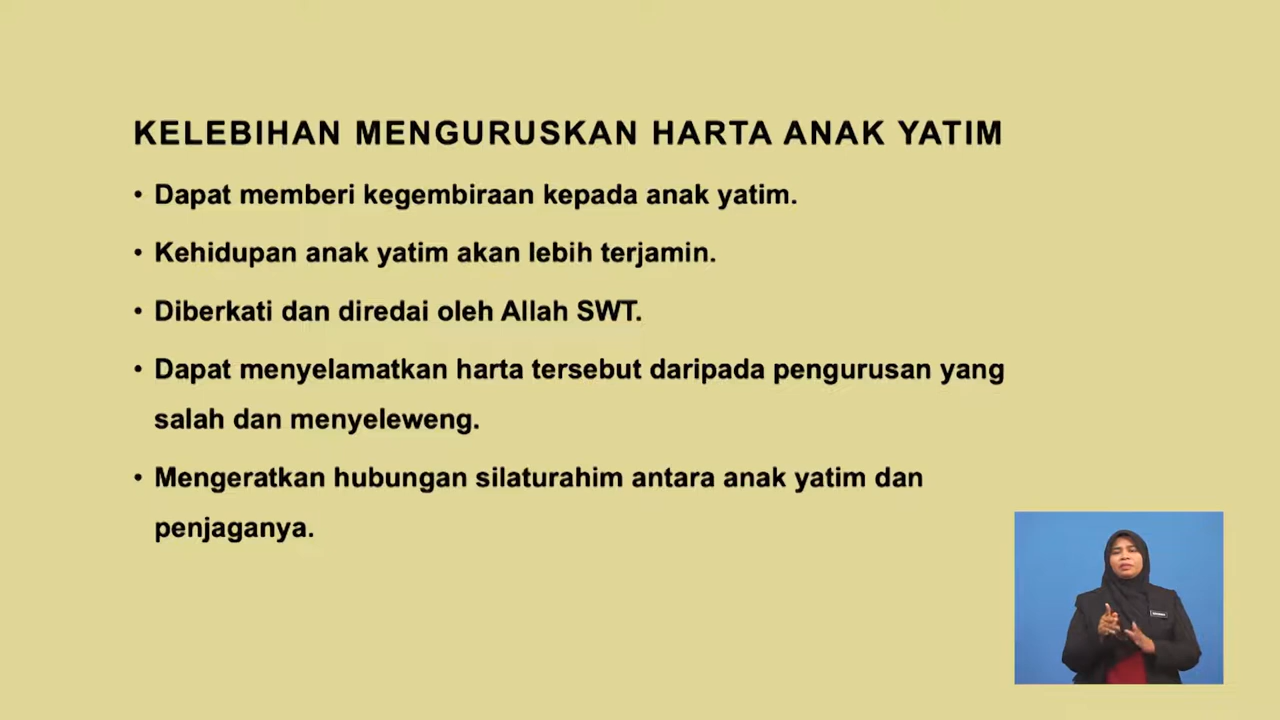 KELEBIHAN MENGURUSKAN HARTA ANAK YATIM
• Dapat memberi kegembiraan kepada anak yatim.
• Kehidupan anak yatim akan lebih terjamin.
• Diberkati dan diredai oleh Allah SWT.
• Dapat menyelamatkan harta tersebut daripada pengurusan yang
salah dan menyeleweng.
• Mengeratkan hubungan silaturahim antara anak yatim dan
penjaganya.